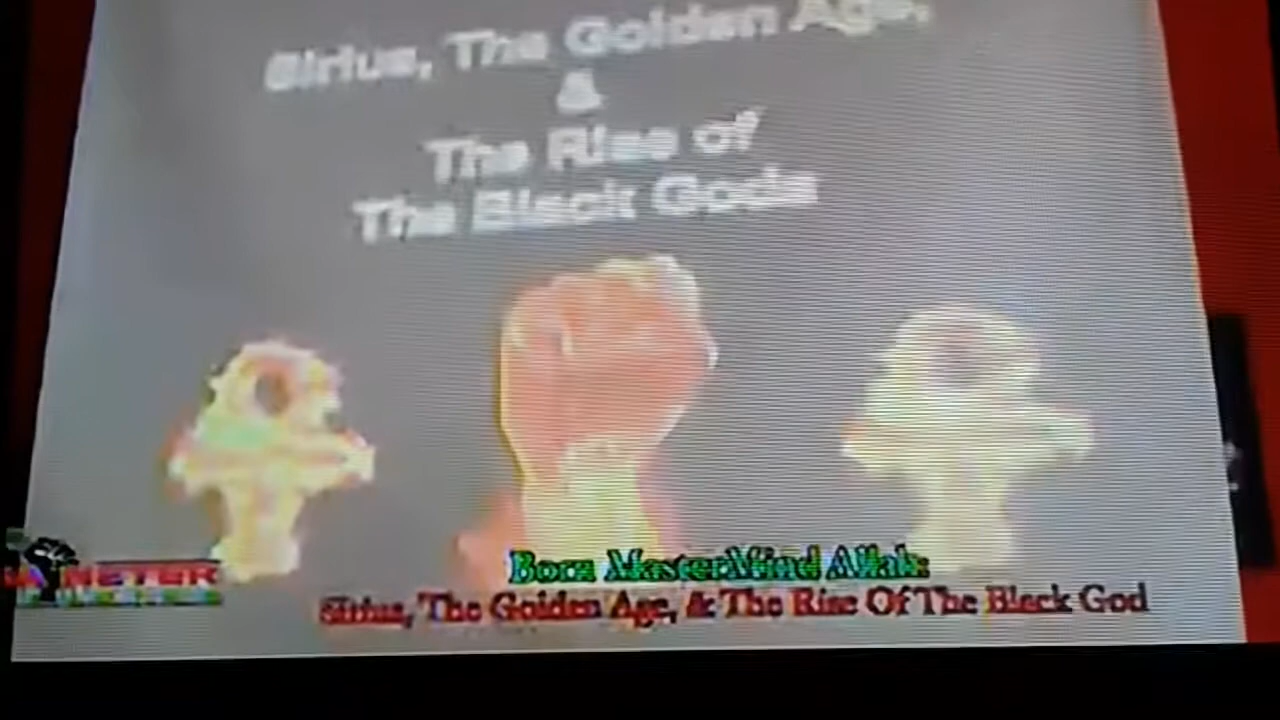 Sirius, The Golden Age,
&
The Rise of
The Black Gods
Born MasterMind Allah:
Sirius, The Golden Age, & The Rise Of The Black God
NETER